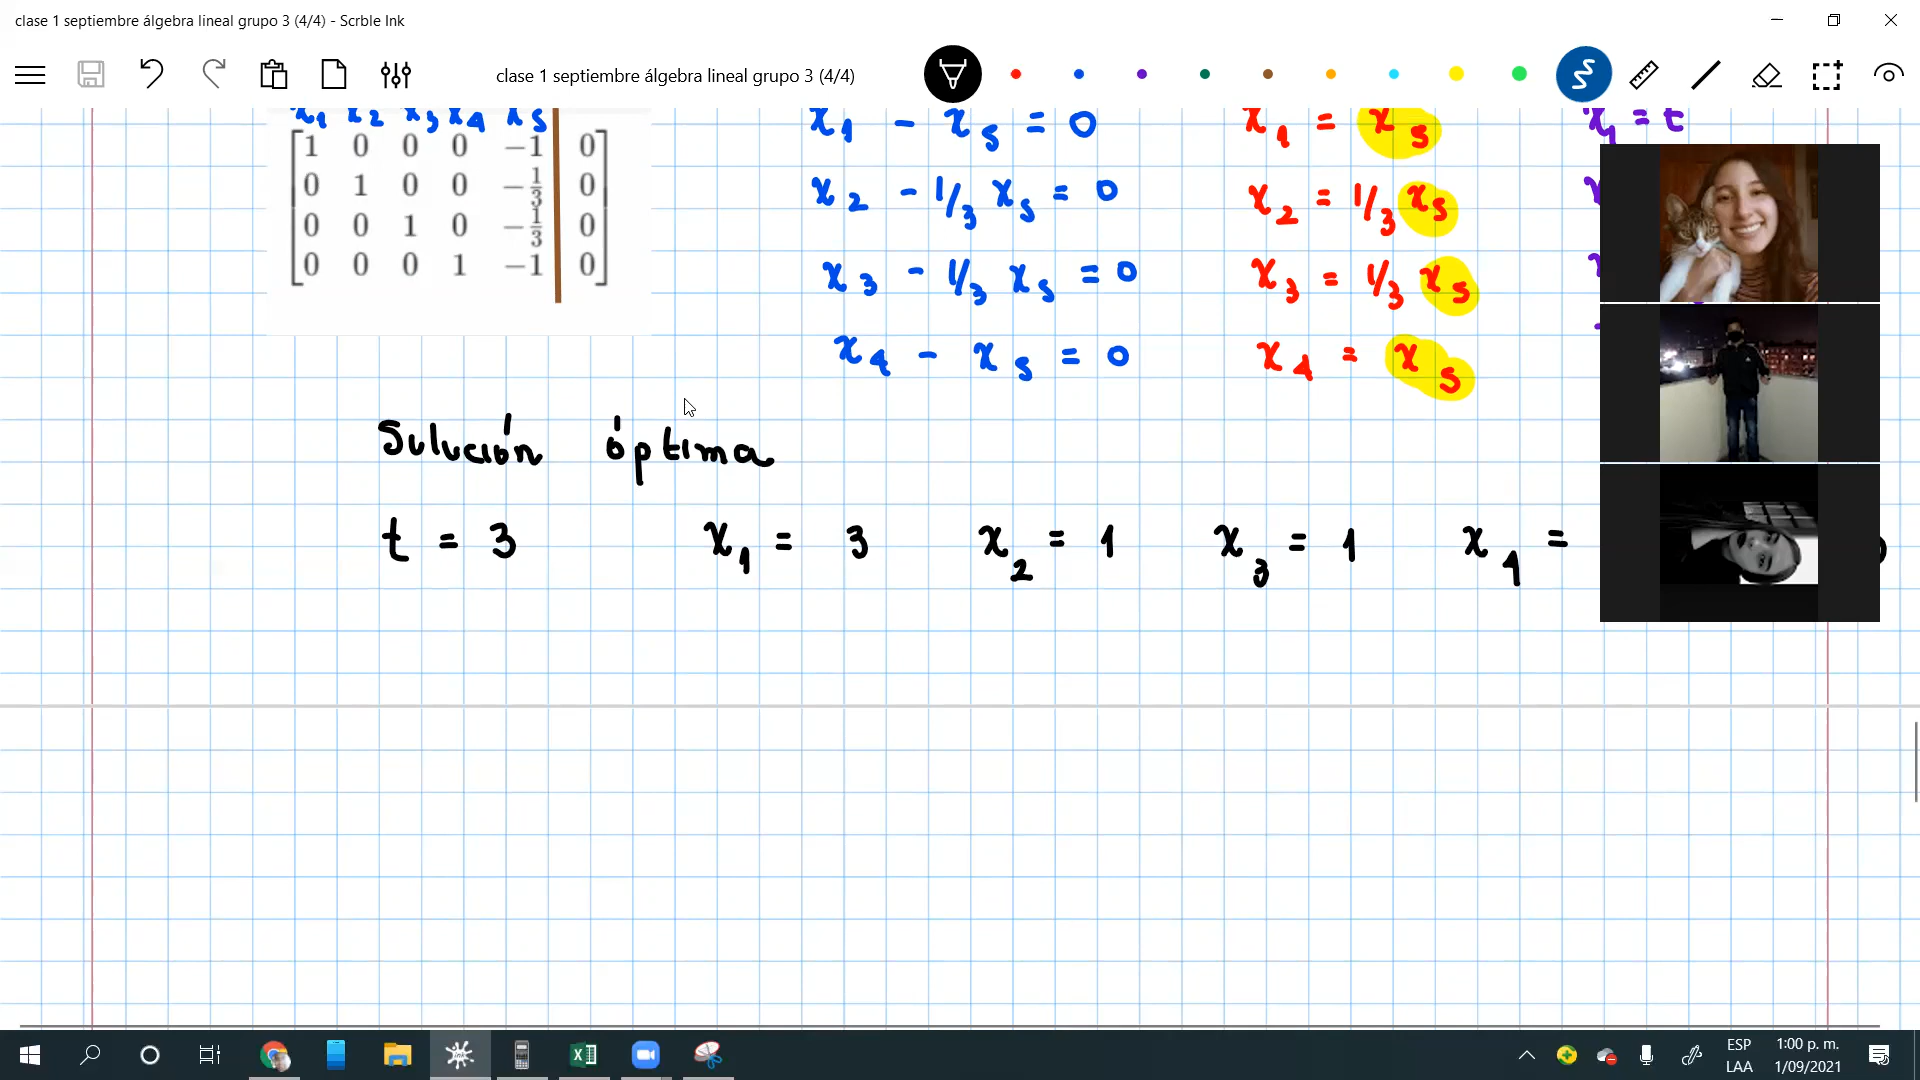 clase 1 septiembre álgebra lineal grupo 3 (4/4) - Scrble Ink
clase 1 septiembre álgebra lineal grupo 3 (4/4)
x1 x2 x3 x4 x5
1 0 0 0 −1 0
0 1 0 0 −1/3 0
0 0 1 0 −1/3 0
0 0 0 1 −1 0
x1 − x5 = 0
x2 − 1/3 x5 = 0
x3 − 1/3 x5 = 0
x4 − x5 = 0
x1 = x5
x2 = 1/3 x5
x3 = 1/3 x5
x4 = x5
x1 = t
Solución óptima
t = 3 x1 = 3 x2 = 1 x3 = 1 x4 =
ESP
LAA
1:00 p. m.
1/09/2021